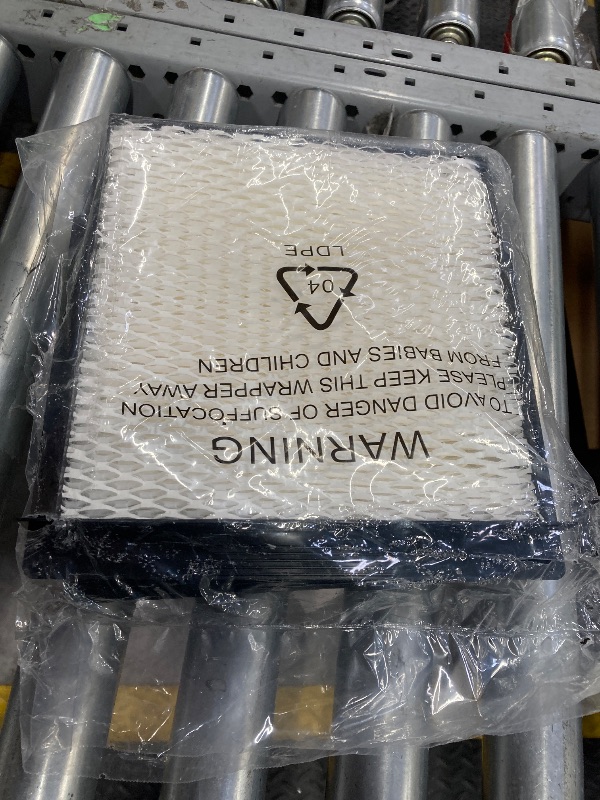 WARNING
TO AVOID DANGER OF SUFFOCATION
PLEASE KEEP THIS WRAPPER AWAY
FROM BABIES AND CHILDREN
04
LDPE